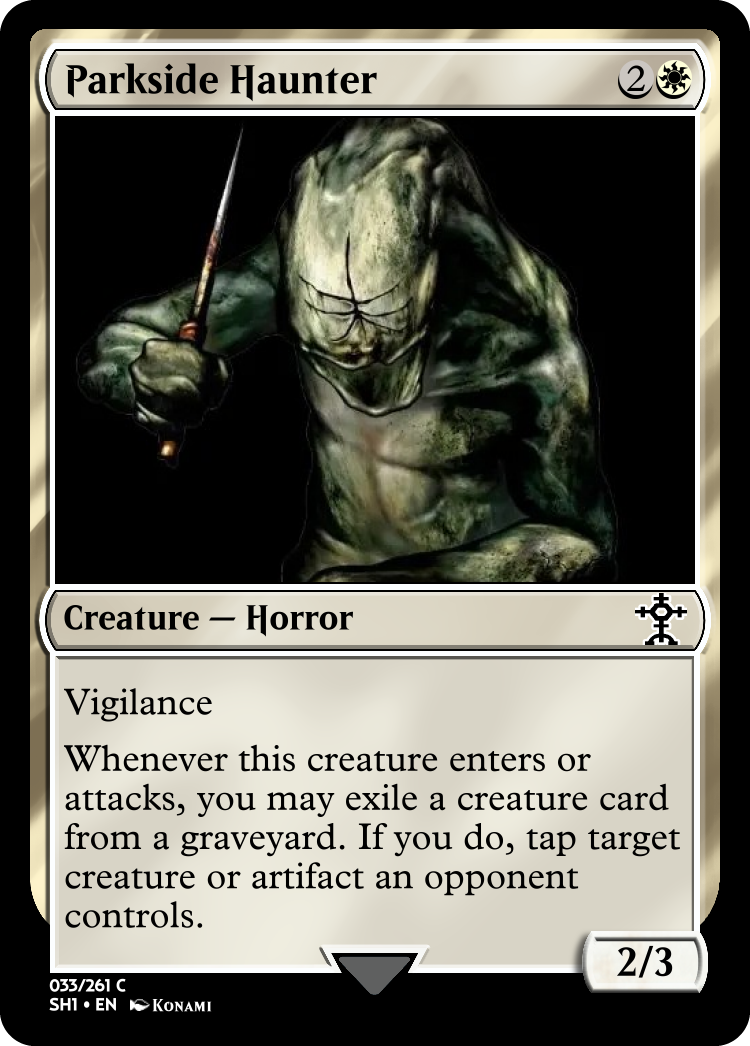 Parkside Haunter 2
Creature — Horror
Vigilance
Whenever this creature enters or
attacks, you may exile a creature card
from a graveyard. If you do, tap target
creature or artifact an opponent
controls.
2/3
033/261 C
SH1 • EN KONAMI